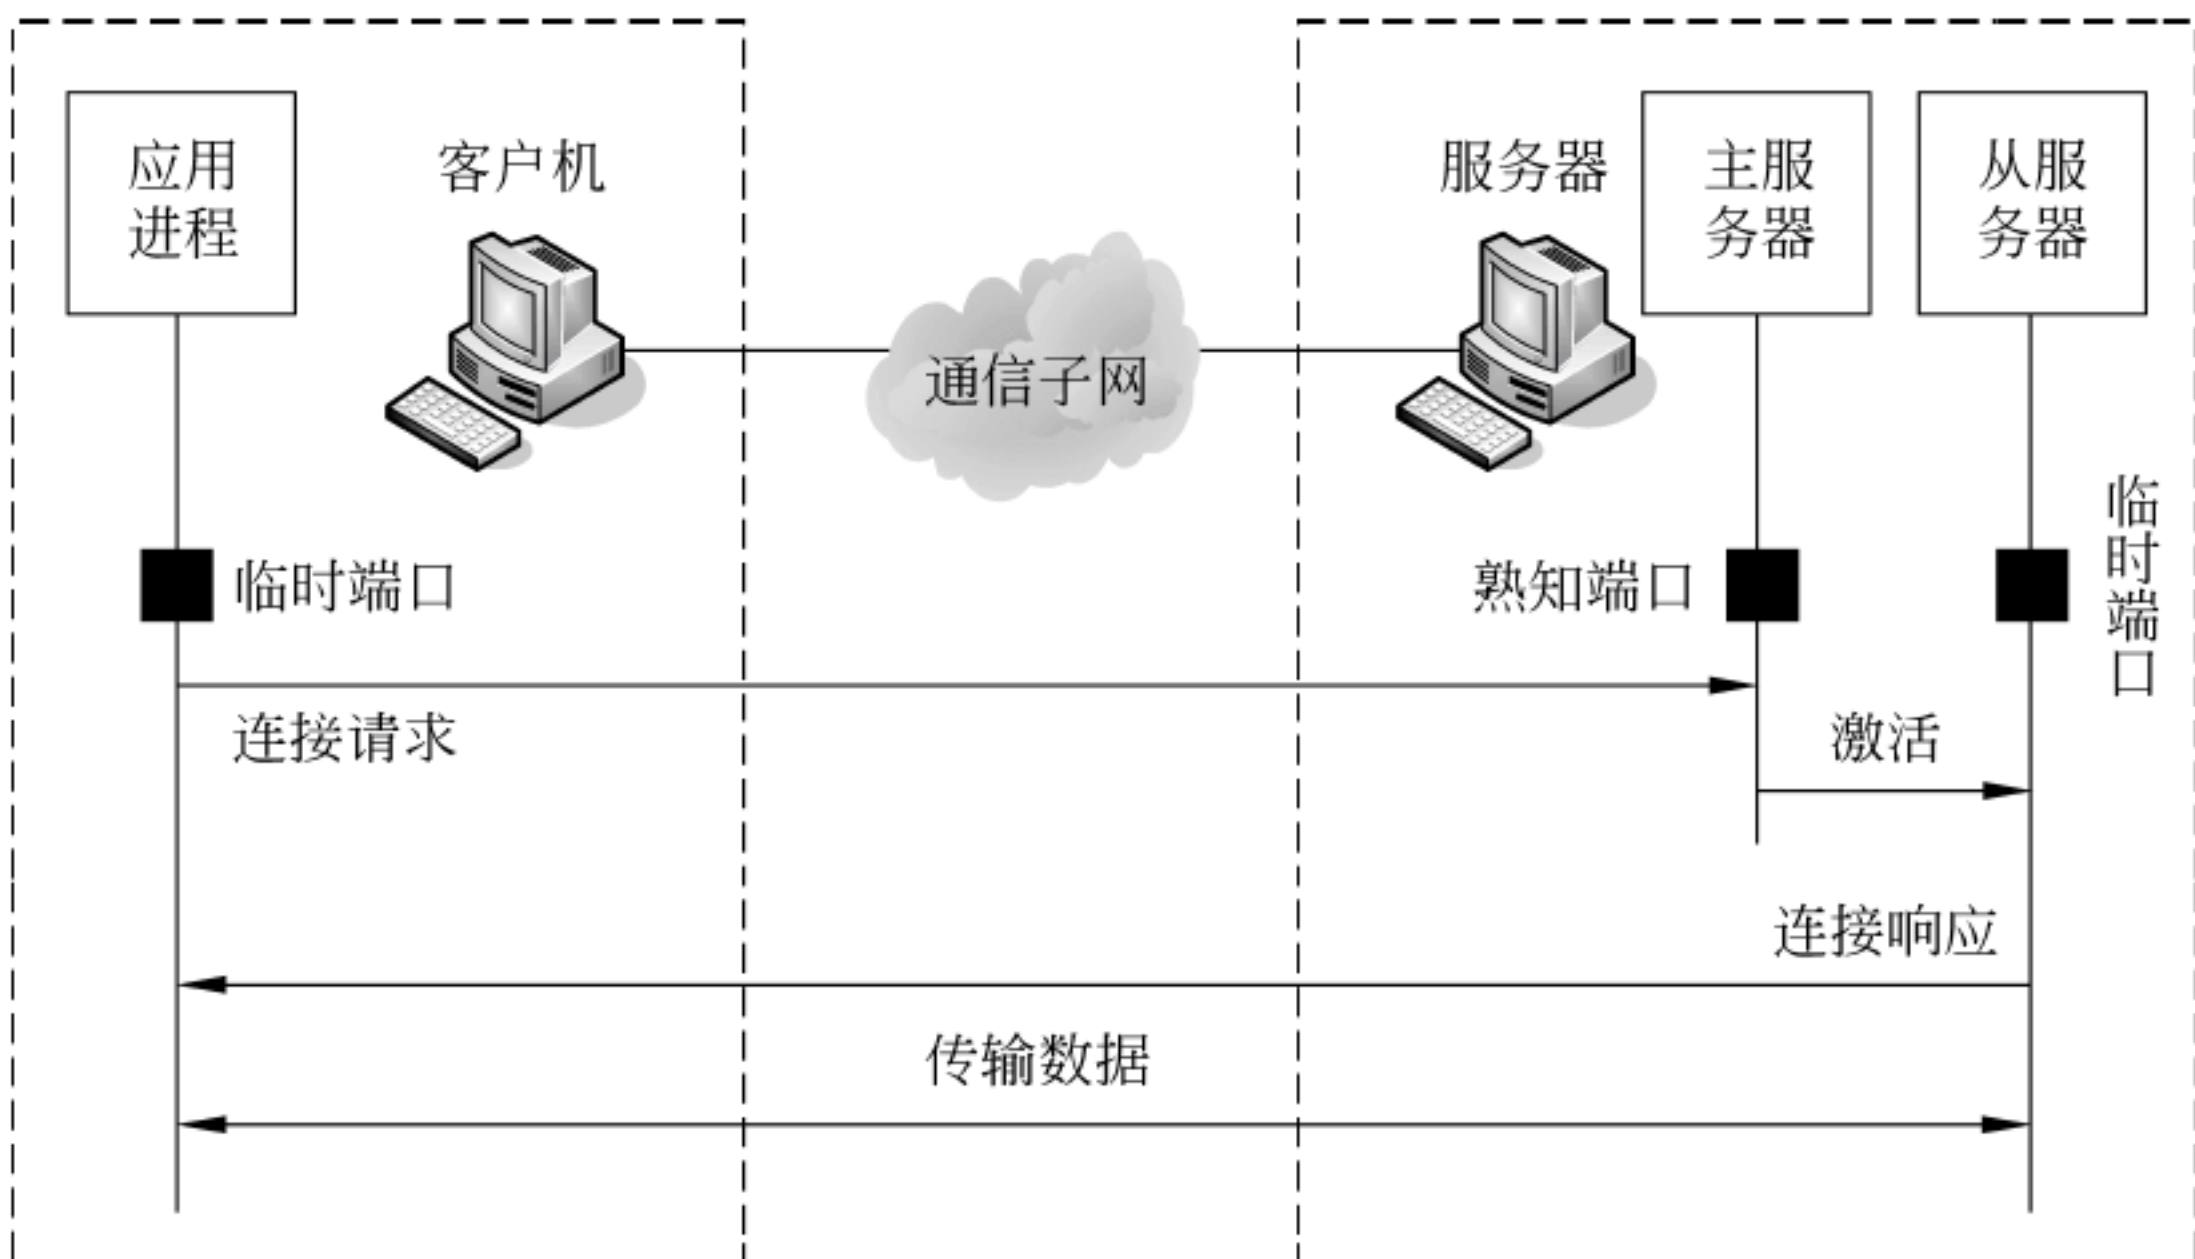 应用
进程
客户机
服务器
主服
务器
从服
务器
通信子网
临时端口
熟知端口
临时端口
连接请求
激活
连接响应
传输数据